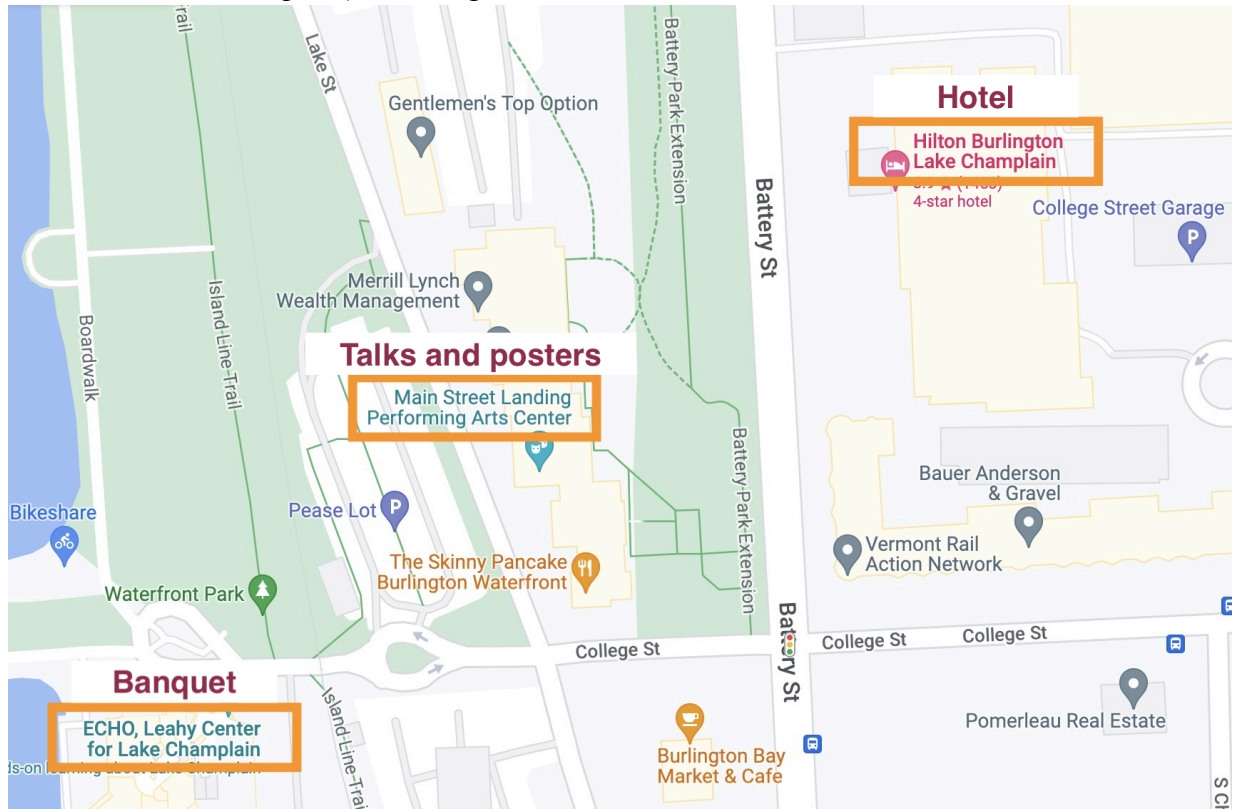 rail
Lake St
Battery Park Extension
Gentlemen's Top Option
Hotel
Hilton Burlington
Lake Champlain
4-star hotel
College Street Garage
P
Battery St
Merrill Lynch
Wealth Management
Island Line Trail
Boardwalk
Talks and posters
Main Street Landing
Performing Arts Center
Battery Park Extension
Bauer Anderson
& Gravel
Pease Lot
P
Bikeshare
Vermont Rail
Action Network
The Skinny Pancake
Burlington Waterfront
Waterfront Park
Battery St
College St
College St
College St
Banquet
ECHO, Leahy Center
for Lake Champlain
Island Line Trai
Pomerleau Real Estate
Burlington Bay
Market & Cafe
S Ch